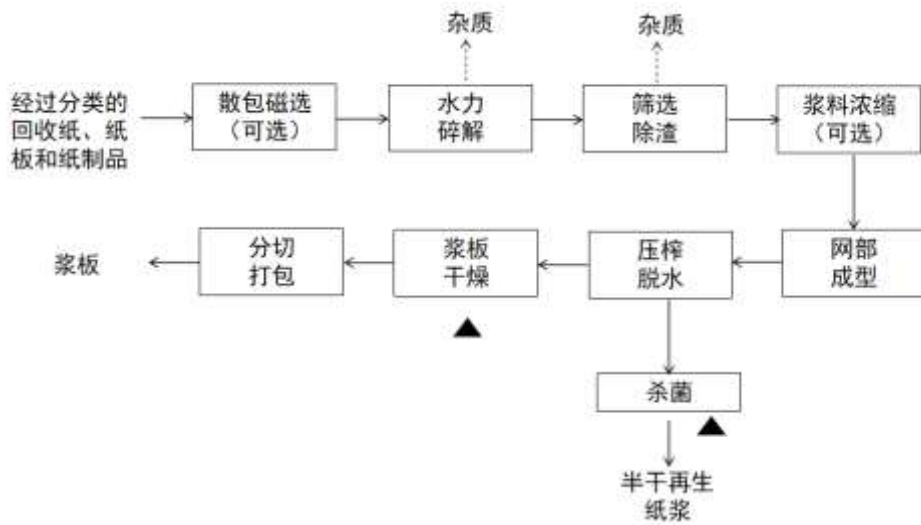 杂质
杂质
经过分类的
回收纸、纸
板和纸制品
散包磁选
（可选）
水力
碎解
筛选
除渣
浆料浓缩
（可选）
浆板
分切
打包
浆板
干燥
压榨
脱水
网部
成型
杀菌
半干再生
纸浆